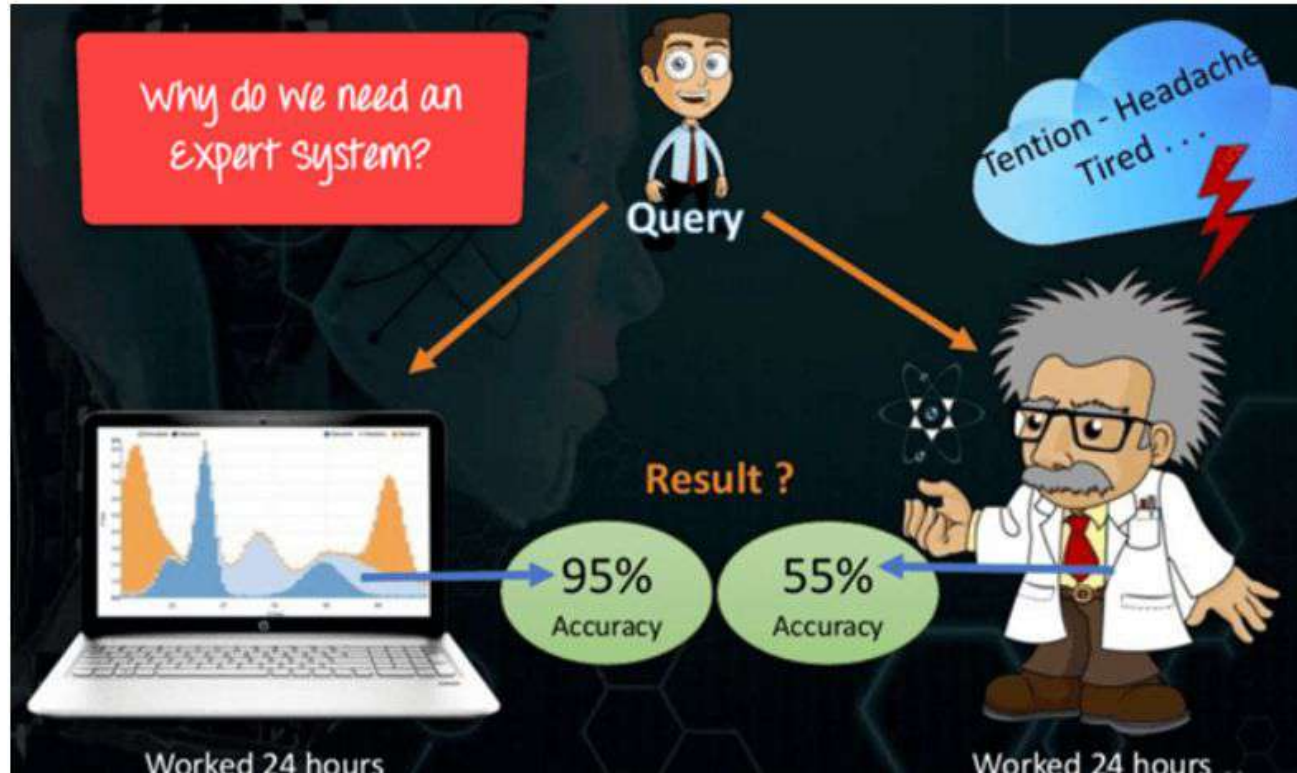 Why do we need an
Expert System?
Query
Tention - Headache
Tired . . .
Result ?
95%
Accuracy
55%
Accuracy
Worked 24 hours
Worked 24 hours